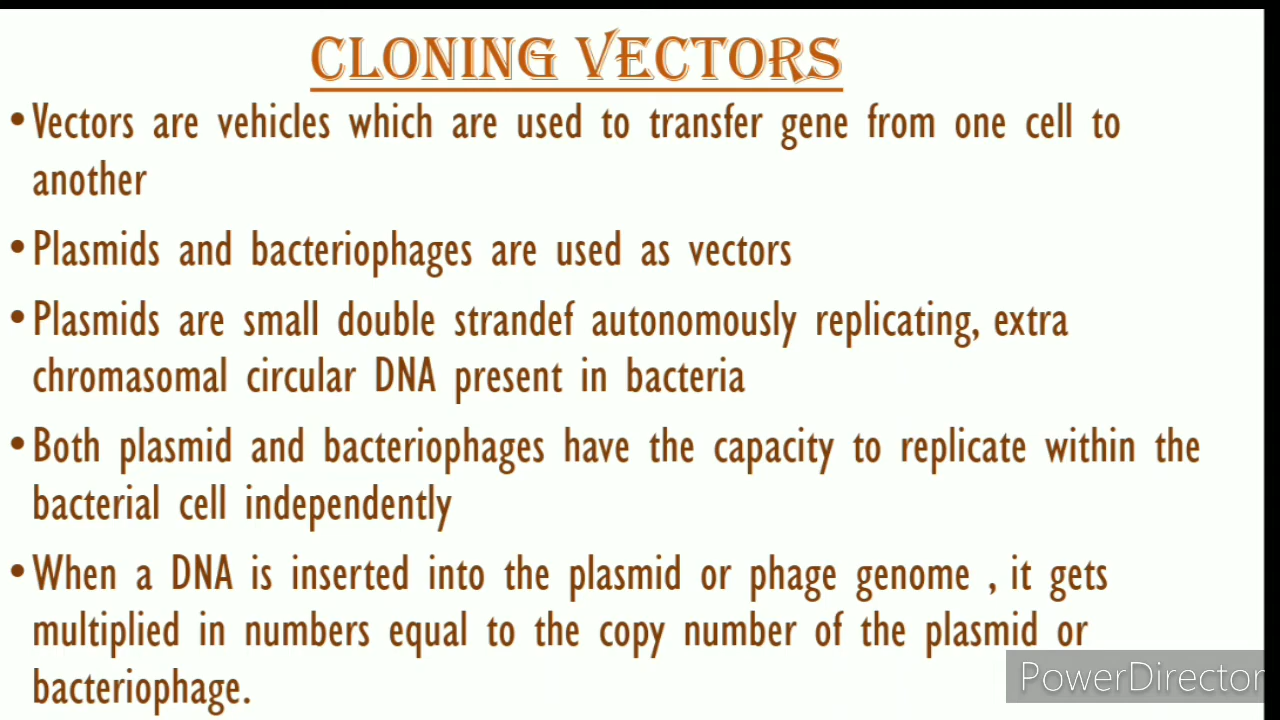 CLONING VECTORS
•Vectors are vehicles which are used to transfer gene from one cell to
another
•Plasmids and bacteriophages are used as vectors
•Plasmids are small double strandef autonomously replicating, extra
chromasomal circular DNA present in bacteria
•Both plasmid and bacteriophages have the capacity to replicate within the
bacterial cell independently
•When a DNA is inserted into the plasmid or phage genome , it gets
multiplied in numbers equal to the copy number of the plasmid or
bacteriophage.
PowerDirector